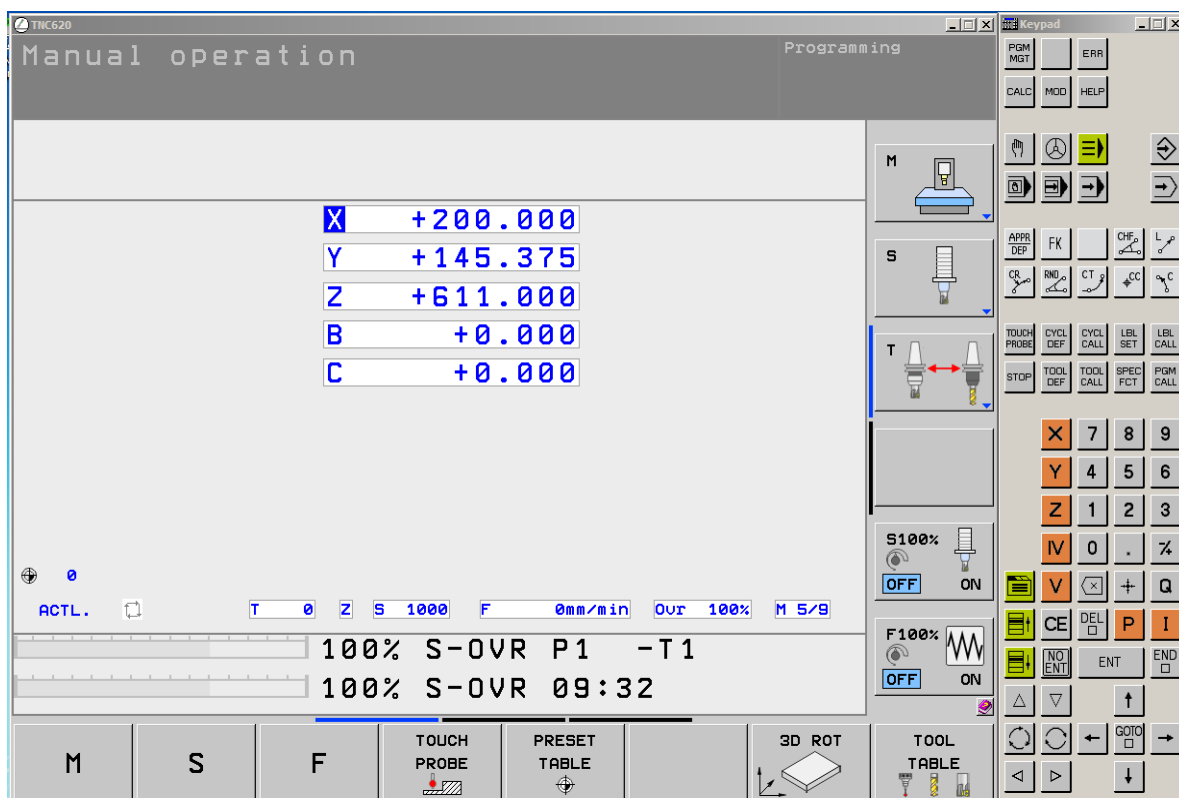 TNC620
Manual operation
Programming
X +200.000
Y +145.375
Z +611.000
B +0.000
C +0.000
0
ACTL. T 0 Z S 1000 F 0mm/min Ovr 100% M 5/9
100% S-OVR P1 -T1
100% S-OVR 09:32
M
S
T
S100%
OFF ON
F100%
OFF ON
M
S
F
TOUCH
PROBE
PRESET
TABLE
3D ROT
TOOL
TABLE
Keypad
PGM
MGT
ERR
CALC MOD HELP
APPR
DEP
FK
CHF
L
CR
RND
CT
CC
C
TOUCH
PROBE
CYCL
DEF
CYCL
CALL
LBL
SET
LBL
CALL
STOP
TOOL
DEF
TOOL
CALL
SPEC
FCT
PGM
CALL
X 7 8 9
Y 4 5 6
Z 1 2 3
IV 0 .
V Q
CE
DEL
P I
NO
ENT
ENT
END
GOTO